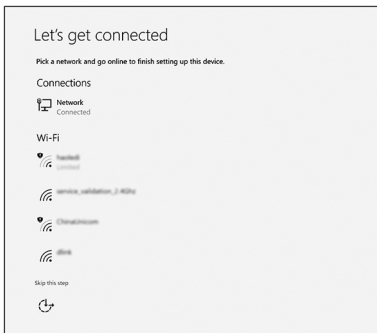 Let's get connected
Pick a network and go online to finish setting up this device.
Connections
Network
Connected
Wi-Fi
service_validation_2.4Ghz
ChinaUnicom
dlink
Skip this step